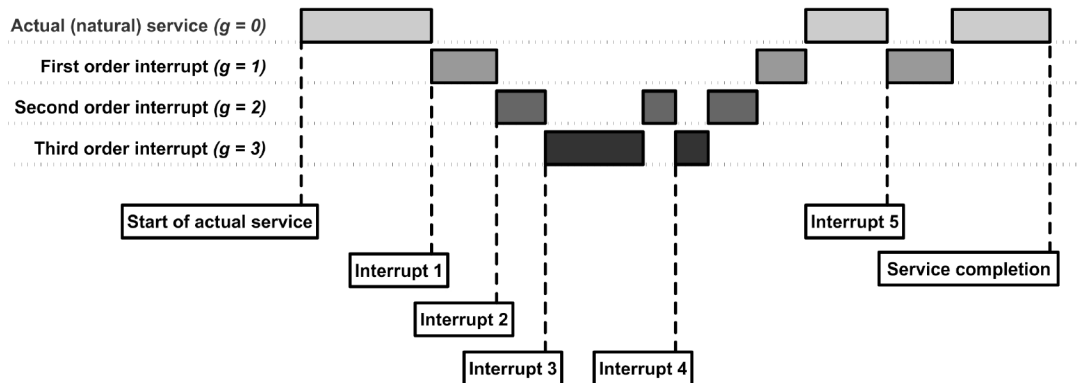 Actual (natural) service (g = 0)
First order interrupt (g = 1)
Second order interrupt (g = 2)
Third order interrupt (g = 3)
Start of actual service
Interrupt 5
Interrupt 1
Service completion
Interrupt 2
Interrupt 3
Interrupt 4